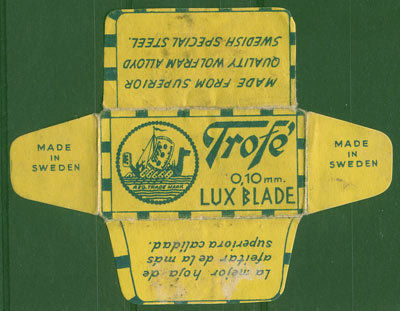 MADE FROM SUPERIOR
QUALITY WOLFRAM ALLOYD
SWEDISH SPECIAL STEEL.
MADE
IN
SWEDEN
Trofé
0,10 mm.
LUX BLADE
REG. TRADE MARK
MADE
IN
SWEDEN
La mejor hoja de
afeitar de la más
superiora calidad.